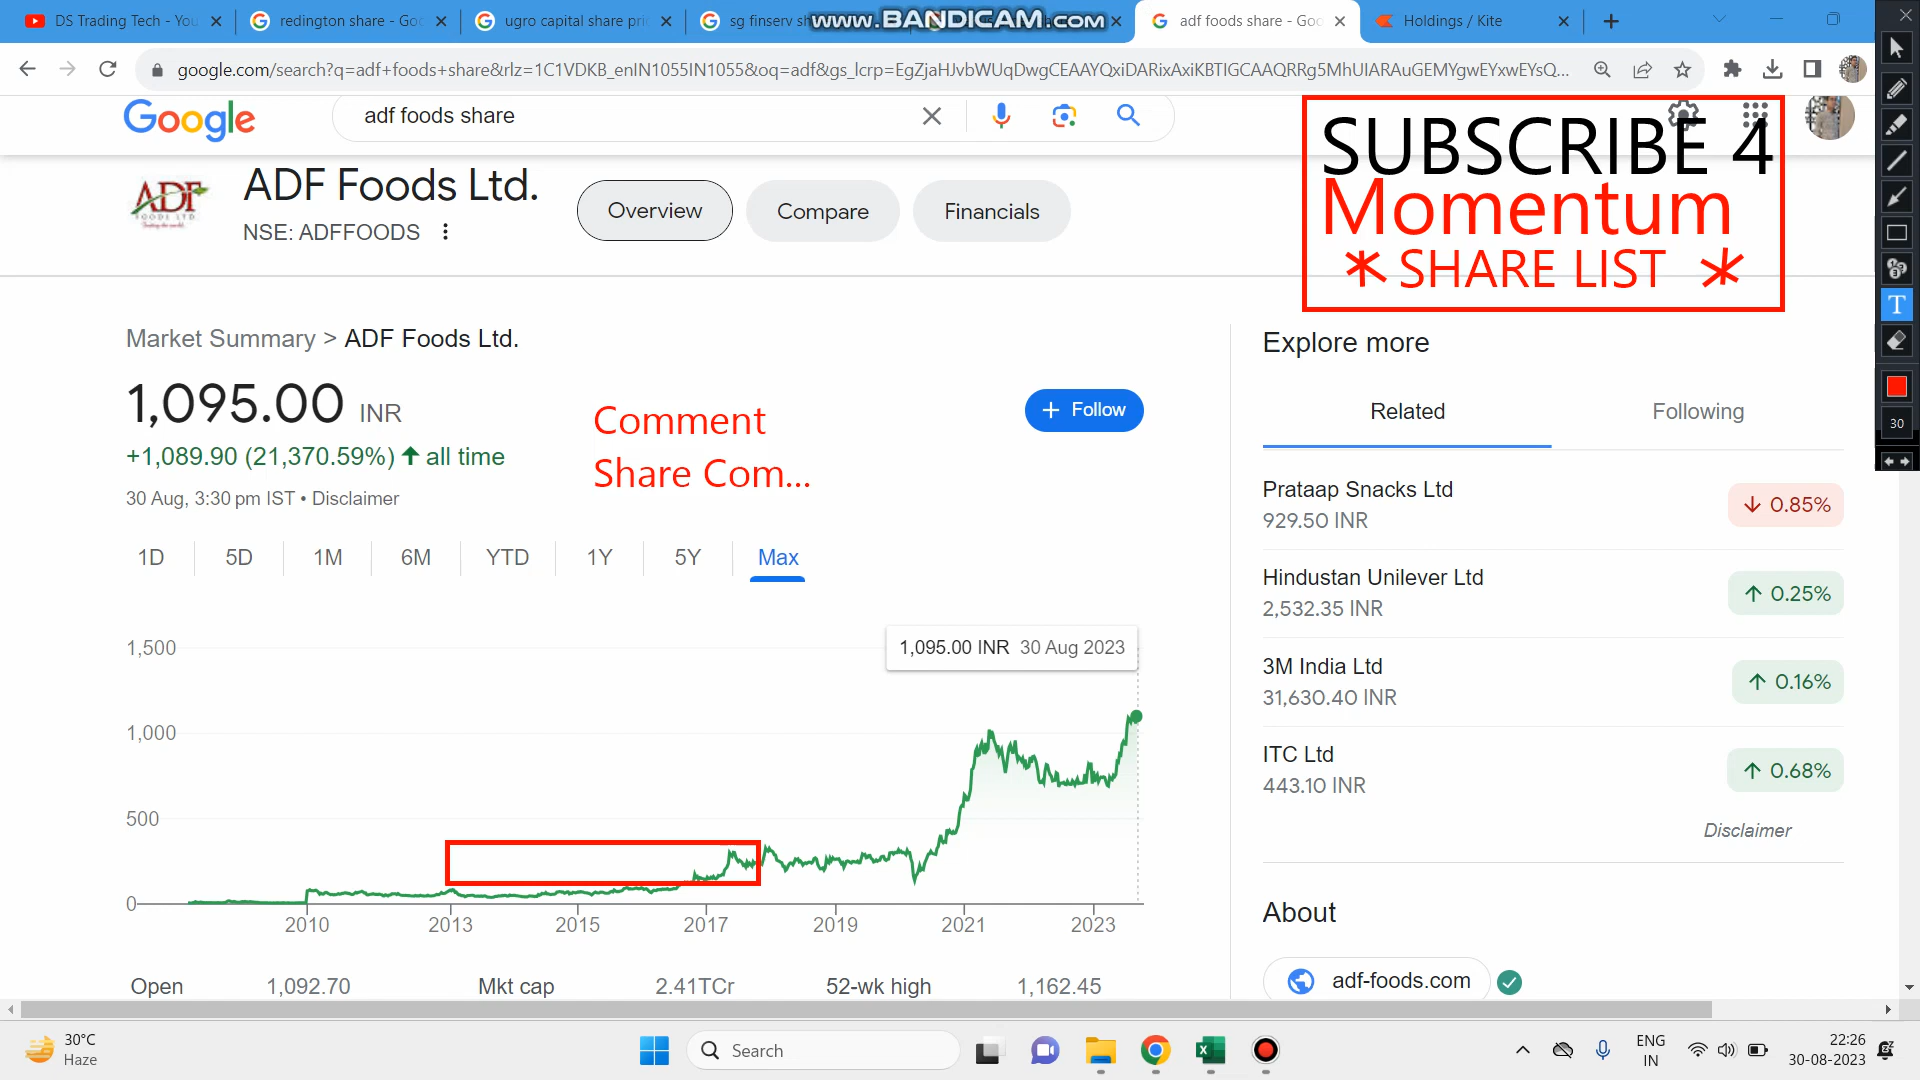 DS Trading Tech - You
redington share - Goo
ugro capital share pri
sg finserv sh
www.BANDICAM.com
adf foods share - Goo
Holdings / Kite
google.com/search?q=adf+foods+share&rlz=1C1VDKB_enIN1055IN1055&oq=adf&gs_lcrp=EgZjaHJvbWUqDwgCEAAYQxiDARixAxiKBTIGCAAQRRg5MhUIARAuGEMYgwEYxwEYsQ...
Google
adf foods share
SUBSCRIBE 4
Momentum
* SHARE LIST *
ADF
FOODS LTD
ADF Foods Ltd.
NSE: ADFFOODS
Overview
Compare
Financials
T
30
Market Summary > ADF Foods Ltd.
1,095.00 INR
+1,089.90 (21,370.59%) all time
30 Aug, 3:30 pm IST • Disclaimer
Comment
Share Com...
+ Follow
1D
5D
1M
6M
YTD
1Y
5Y
Max
1,095.00 INR 30 Aug 2023
1,500
1,000
500
0
2010
2013
2015
2017
2019
2021
2023
Open 1,092.70
Mkt cap 2.41TCr
52-wk high 1,162.45
Explore more
Related
Following
Prataap Snacks Ltd
929.50 INR
0.85%
Hindustan Unilever Ltd
2,532.35 INR
0.25%
3M India Ltd
31,630.40 INR
0.16%
ITC Ltd
443.10 INR
0.68%
Disclaimer
About
adf-foods.com
30°C
Haze
Search
ENG
IN
22:26
30-08-2023